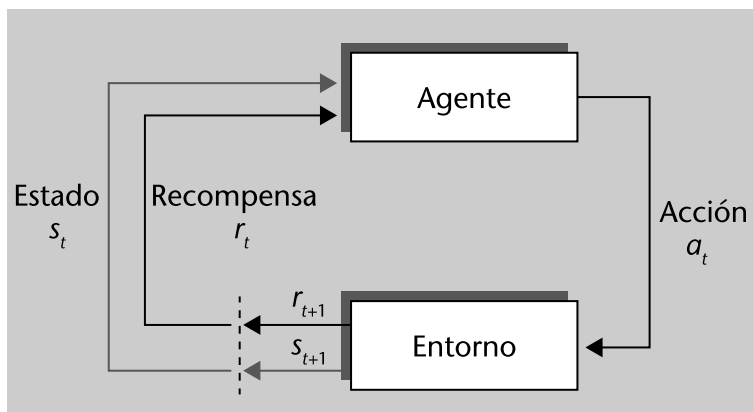 Agente
Estado
s_t
Recompensa
r_t
Acción
a_t
r_{t+1}
s_{t+1}
Entorno